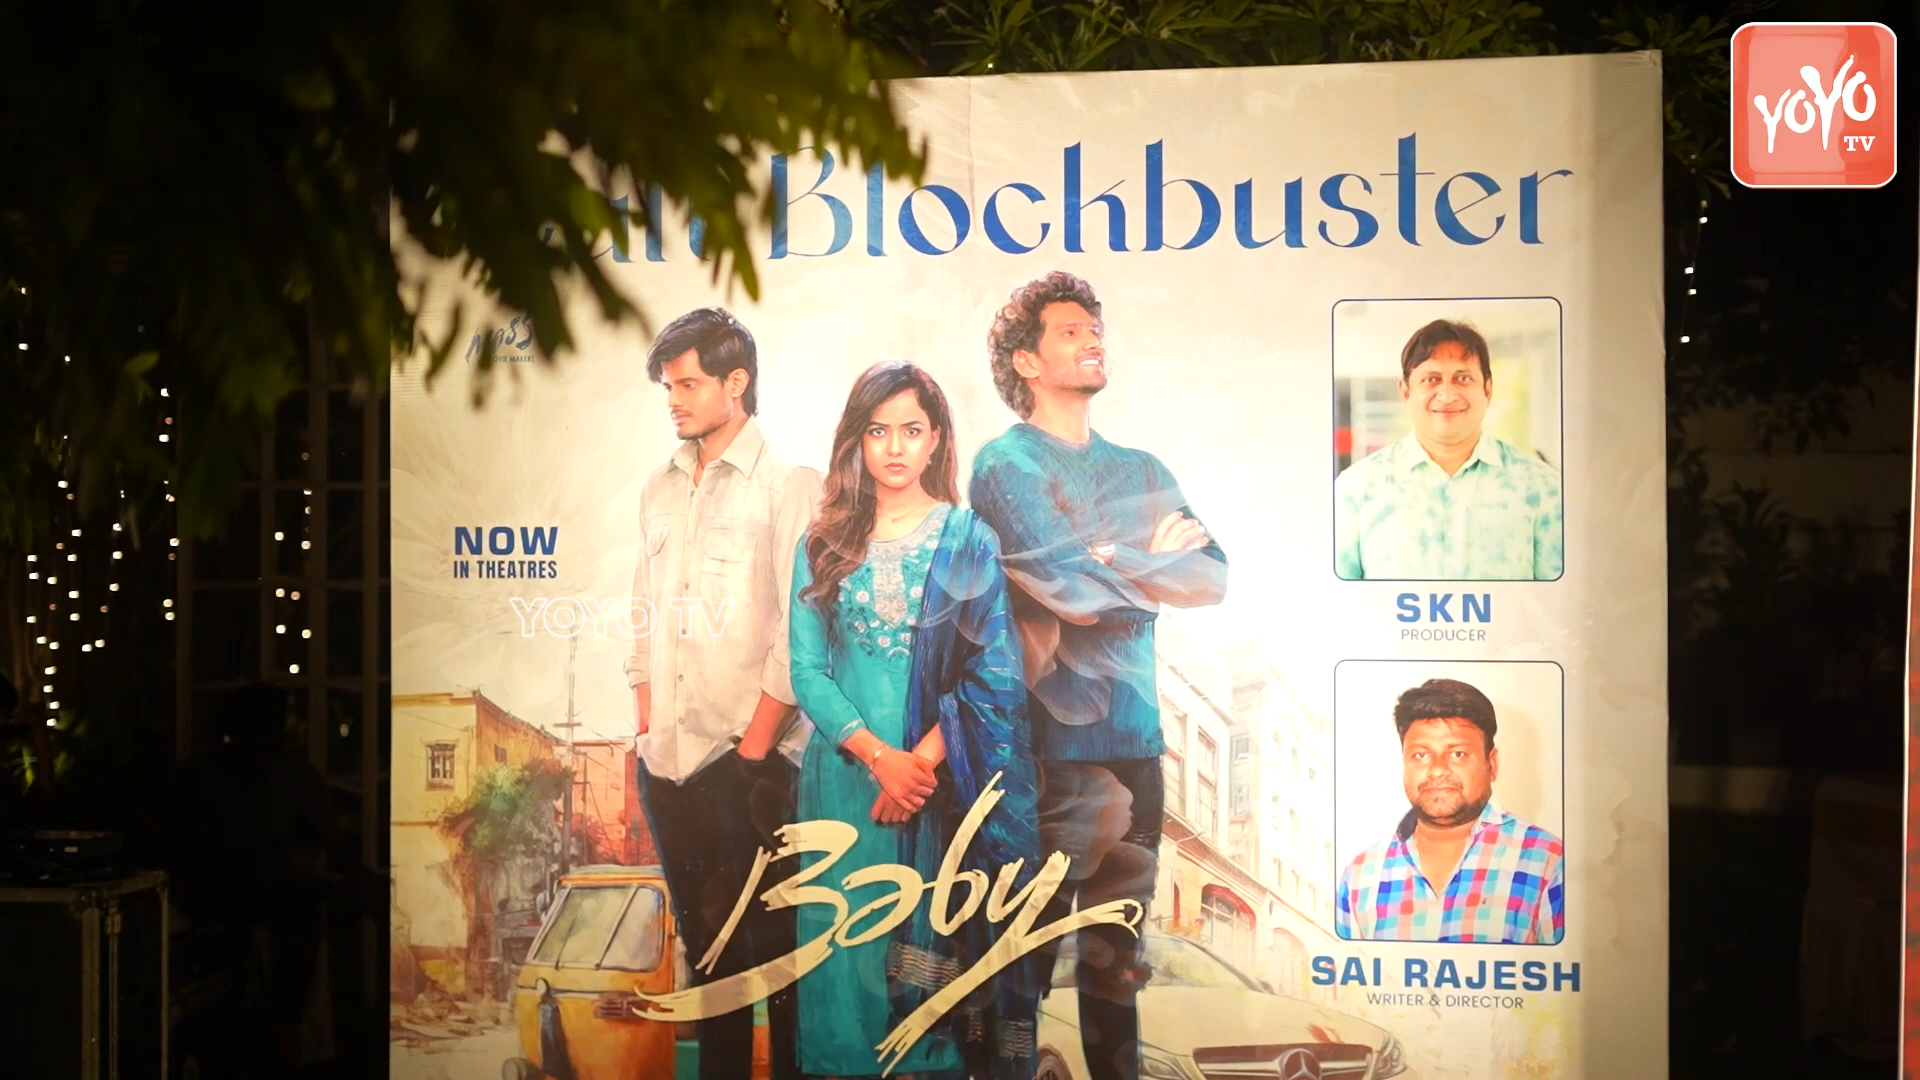 Blockbuster
YOYO
TV
NOW
IN THEATRES
YOYO TV
SKN
PRODUCER
Baby
SAI RAJESH
WRITER & DIRECTOR